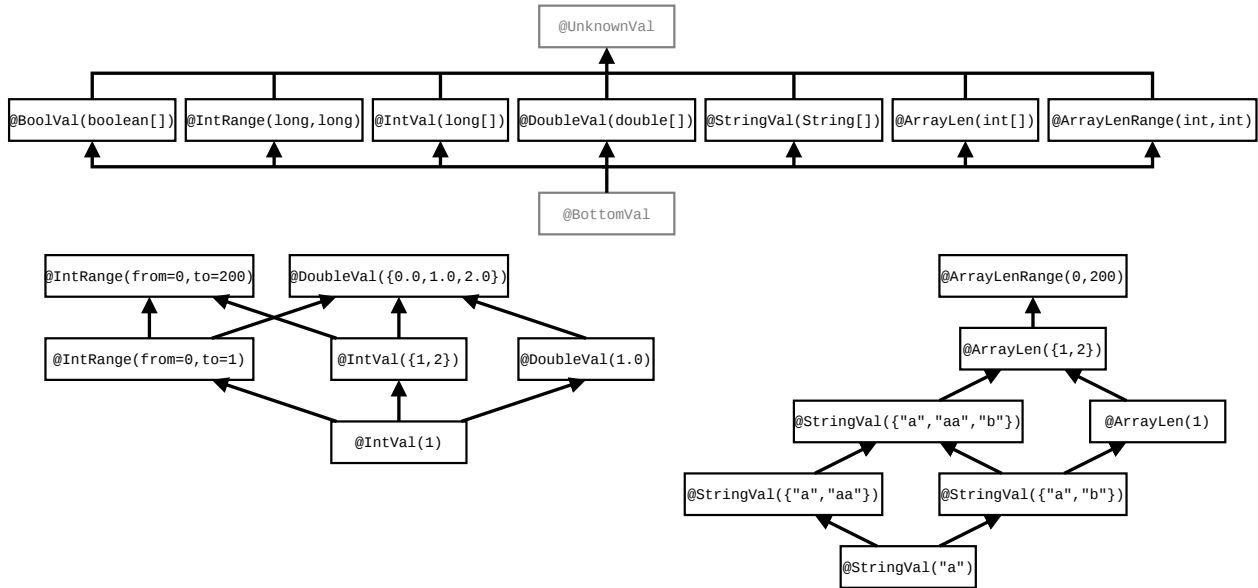 @UnknownVal
@BoolVal(boolean[])
@IntRange(long,long)
@IntVal(long[])
@DoubleVal(double[])
@StringVal(String[])
@ArrayLen(int[])
@ArrayLenRange(int,int)
@BottomVal
@IntRange(from=0,to=200)
@DoubleVal({0.0,1.0,2.0})
@ArrayLenRange(0,200)
@IntRange(from=0,to=1)
@IntVal({1,2})
@DoubleVal(1.0)
@ArrayLen({1,2})
@StringVal({"a","aa","b"})
@ArrayLen(1)
@IntVal(1)
@StringVal({"a","aa"})
@StringVal({"a","b"})
@StringVal("a")